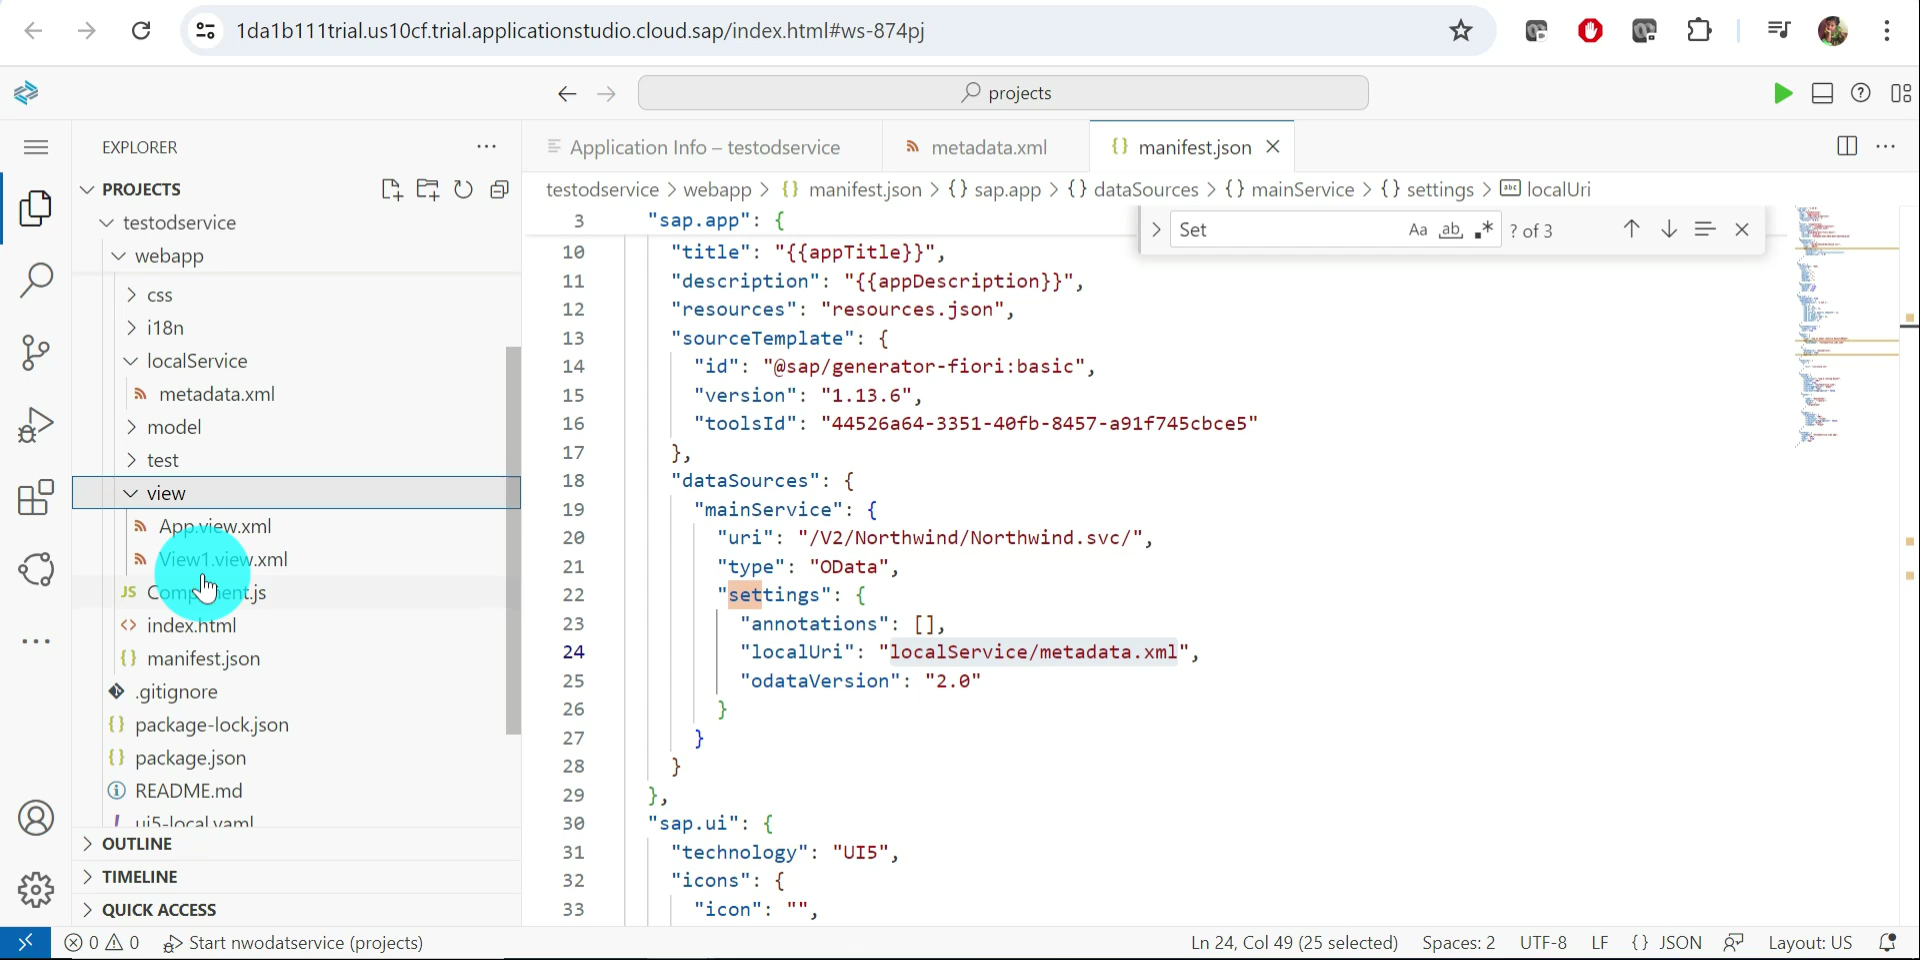 1da1b111trial.us10cf.trial.applicationstudio.cloud.sap/index.html#ws-874pj
projects
EXPLORER
Application Info – testodservice
metadata.xml
manifest.json
PROJECTS
testodservice > webapp > {} manifest.json > {} sap.app > {} dataSources > {} mainService > {} settings > abc localUri
testodservice
webapp
css
i18n
localService
metadata.xml
model
test
view
App.view.xml
View1.view.xml
JS Component.js
<> index.html
{} manifest.json
.gitignore
{} package-lock.json
{} package.json
README.md
! ui5-local.yaml
OUTLINE
TIMELINE
QUICK ACCESS
Set Aa ab .* ? of 3
3 "sap.app": {
10 "title": "{{appTitle}}",
11 "description": "{{appDescription}}",
12 "resources": "resources.json",
13 "sourceTemplate": {
14 "id": "@sap/generator-fiori:basic",
15 "version": "1.13.6",
16 "toolsId": "44526a64-3351-40fb-8457-a91f745cbce5"
17 },
18 "dataSources": {
19 "mainService": {
20 "uri": "/V2/Northwind/Northwind.svc/",
21 "type": "OData",
22 "settings": {
23 "annotations": [],
24 "localUri": "localService/metadata.xml",
25 "odataVersion": "2.0"
26 }
27 }
28 }
29 },
30 "sap.ui": {
31 "technology": "UI5",
32 "icons": {
33 "icon": "",
0 0 Start nwodatservice (projects)
Ln 24, Col 49 (25 selected) Spaces: 2 UTF-8 LF {} JSON Layout: US